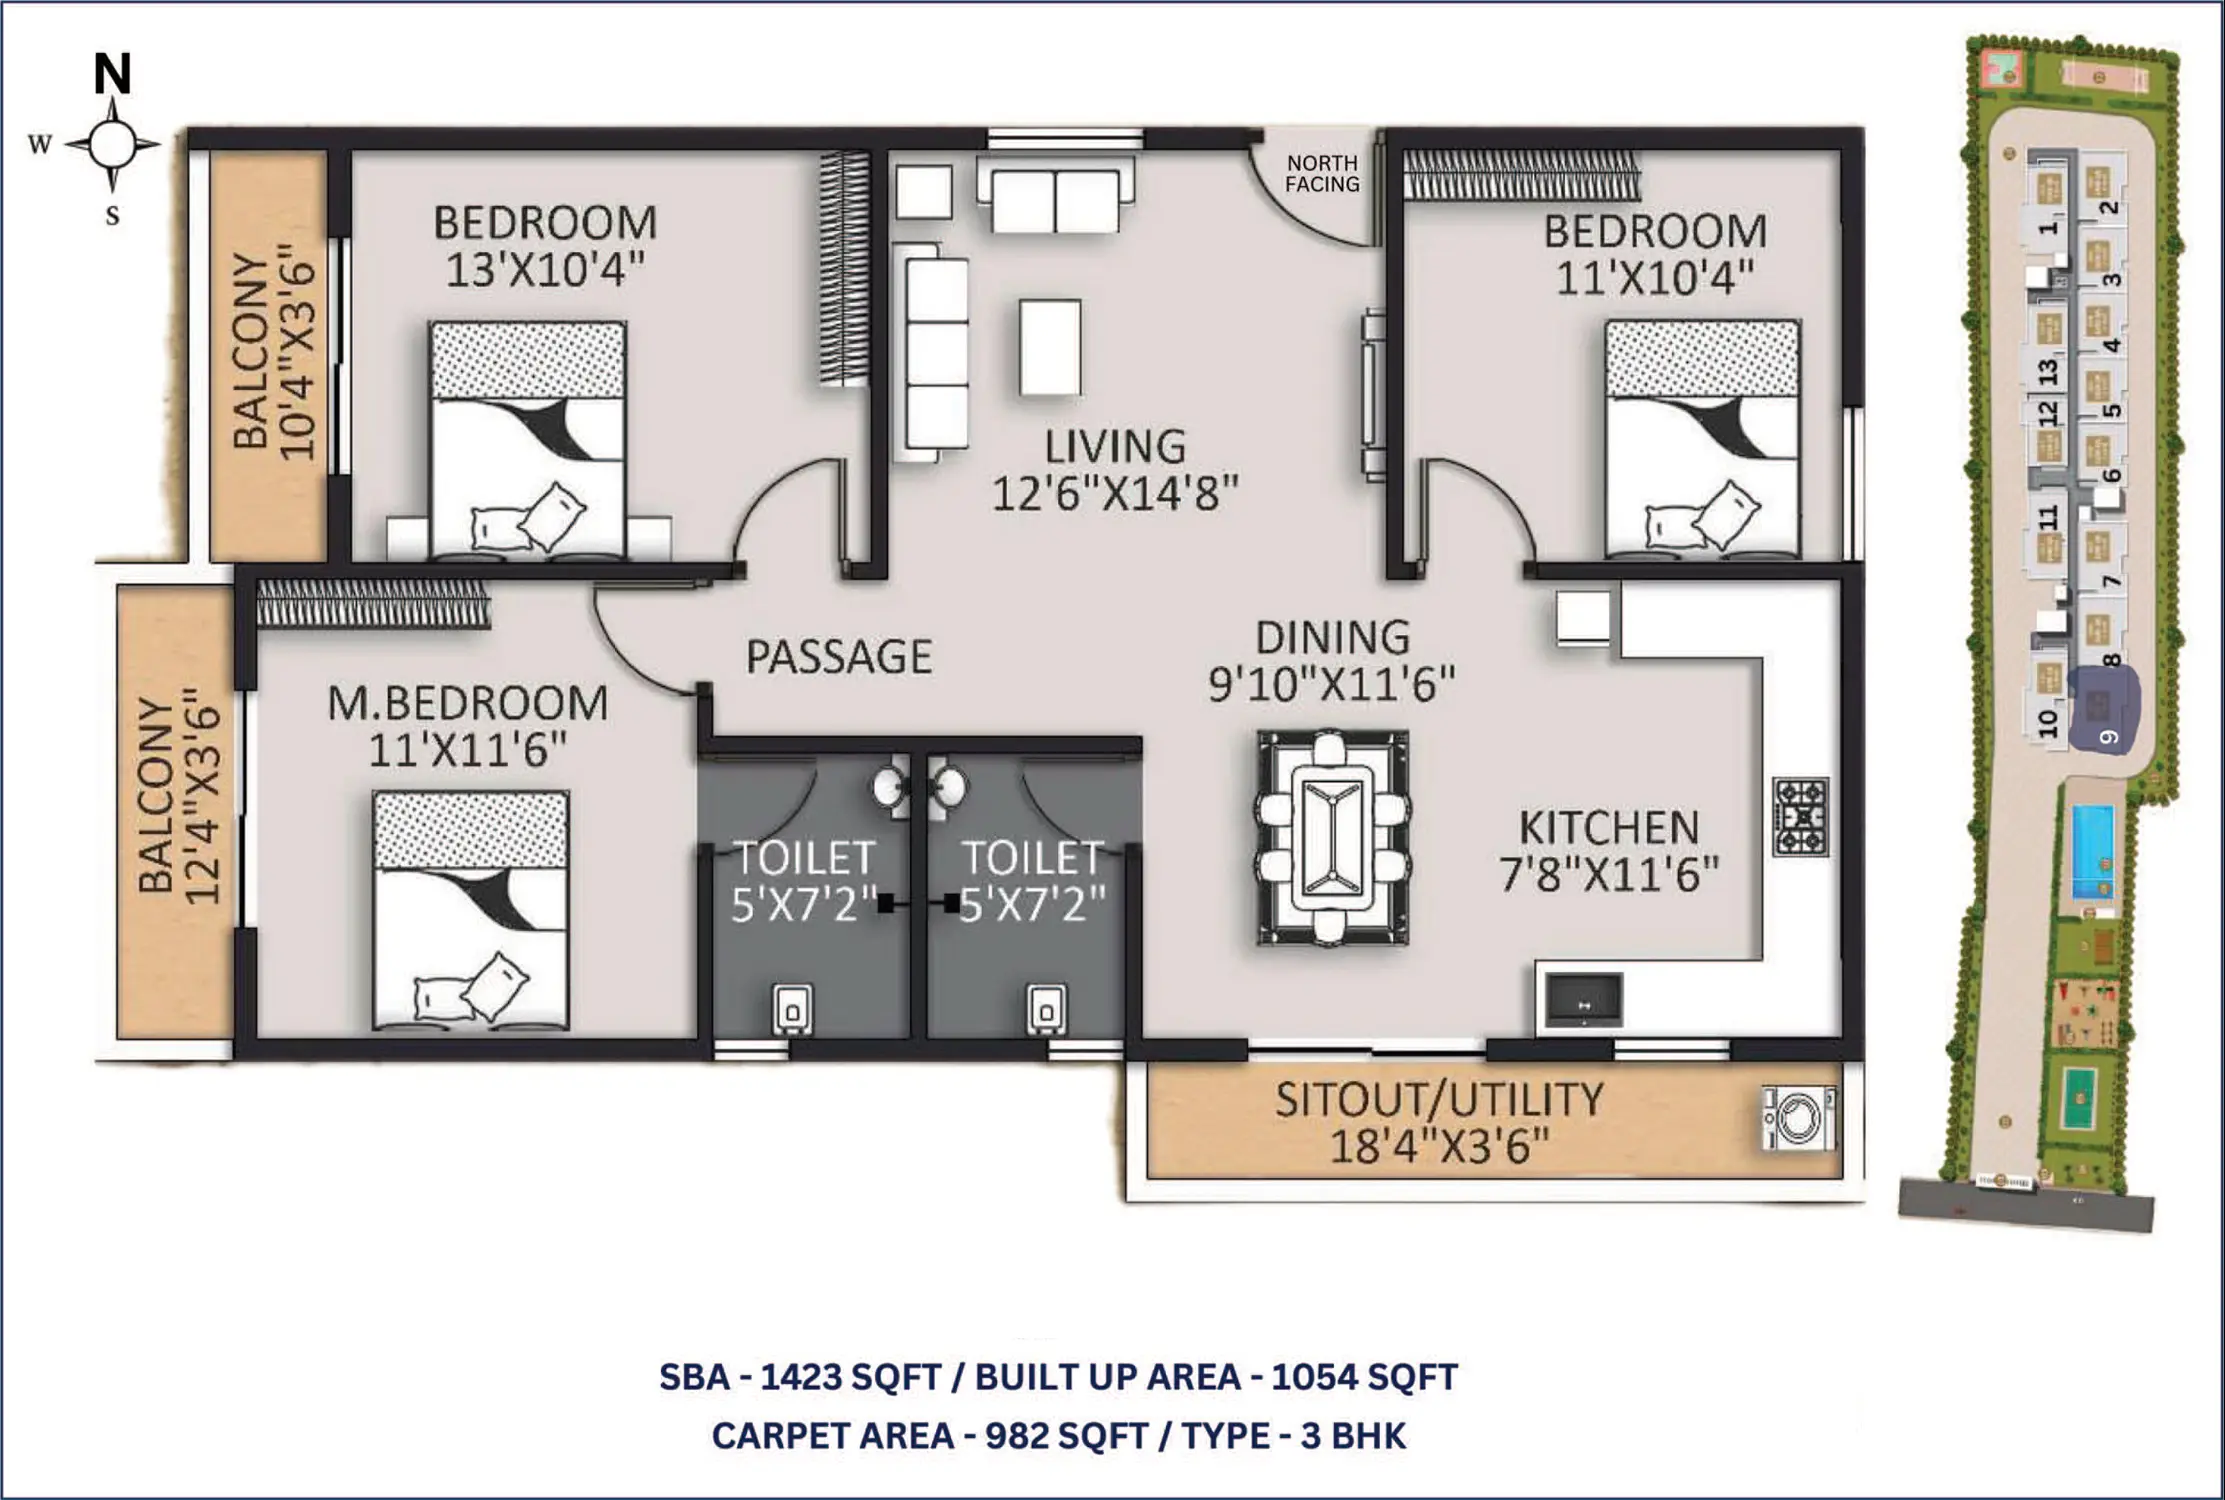 N
W
S
NORTH
FACING
BEDROOM
13'X10'4"
BEDROOM
11'X10'4"
BALCONY
10'4"X3'6"
LIVING
12'6"X14'8"
PASSAGE
DINING
9'10"X11'6"
M.BEDROOM
11'X11'6"
BALCONY
12'4"X3'6"
TOILET
5'X7'2"
TOILET
5'X7'2"
KITCHEN
7'8"X11'6"
SITOUT/UTILITY
18'4"X3'6"
1
2
3
4
13
5
12
6
11
7
8
10
9
SBA - 1423 SQFT / BUILT UP AREA - 1054 SQFT
CARPET AREA - 982 SQFT / TYPE - 3 BHK